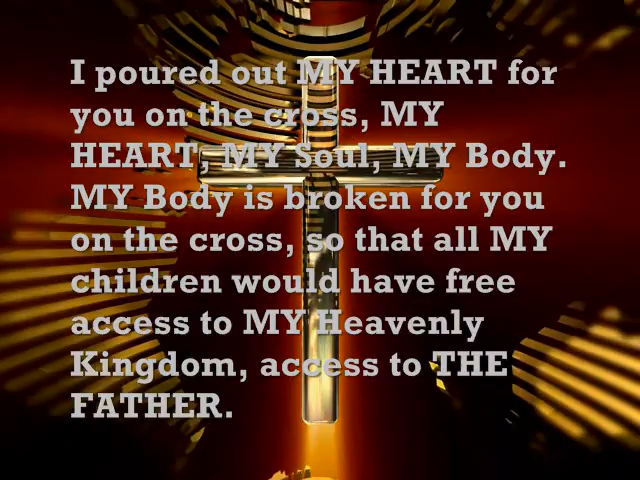 I poured out MY HEART for
you on the cross, MY
HEART, MY Soul, MY Body.
MY Body is broken for you
on the cross, so that all MY
children would have free
access to MY Heavenly
Kingdom, access to THE
FATHER.